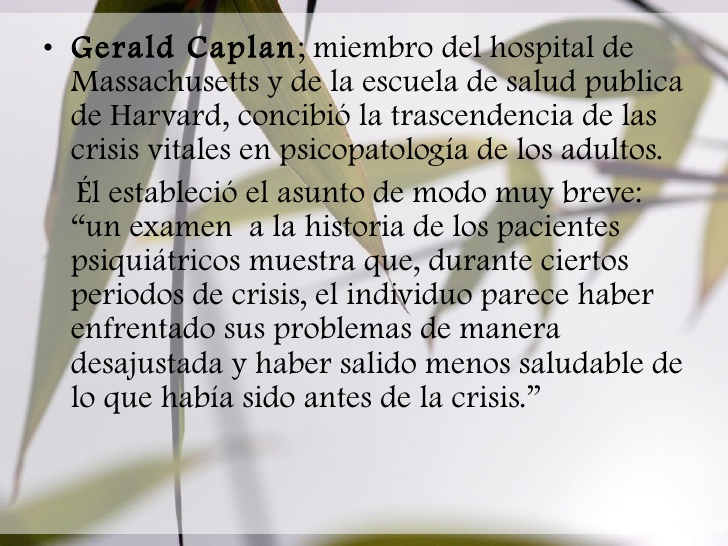 • Gerald Caplan; miembro del hospital de
Massachusetts y de la escuela de salud publica
de Harvard, concibió la trascendencia de las
crisis vitales en psicopatología de los adultos.
Él estableció el asunto de modo muy breve:
“un examen  a la historia de los pacientes
psiquiátricos muestra que, durante ciertos
periodos de crisis, el individuo parece haber
enfrentado sus problemas de manera
desajustada y haber salido menos saludable de
lo que había sido antes de la crisis.”